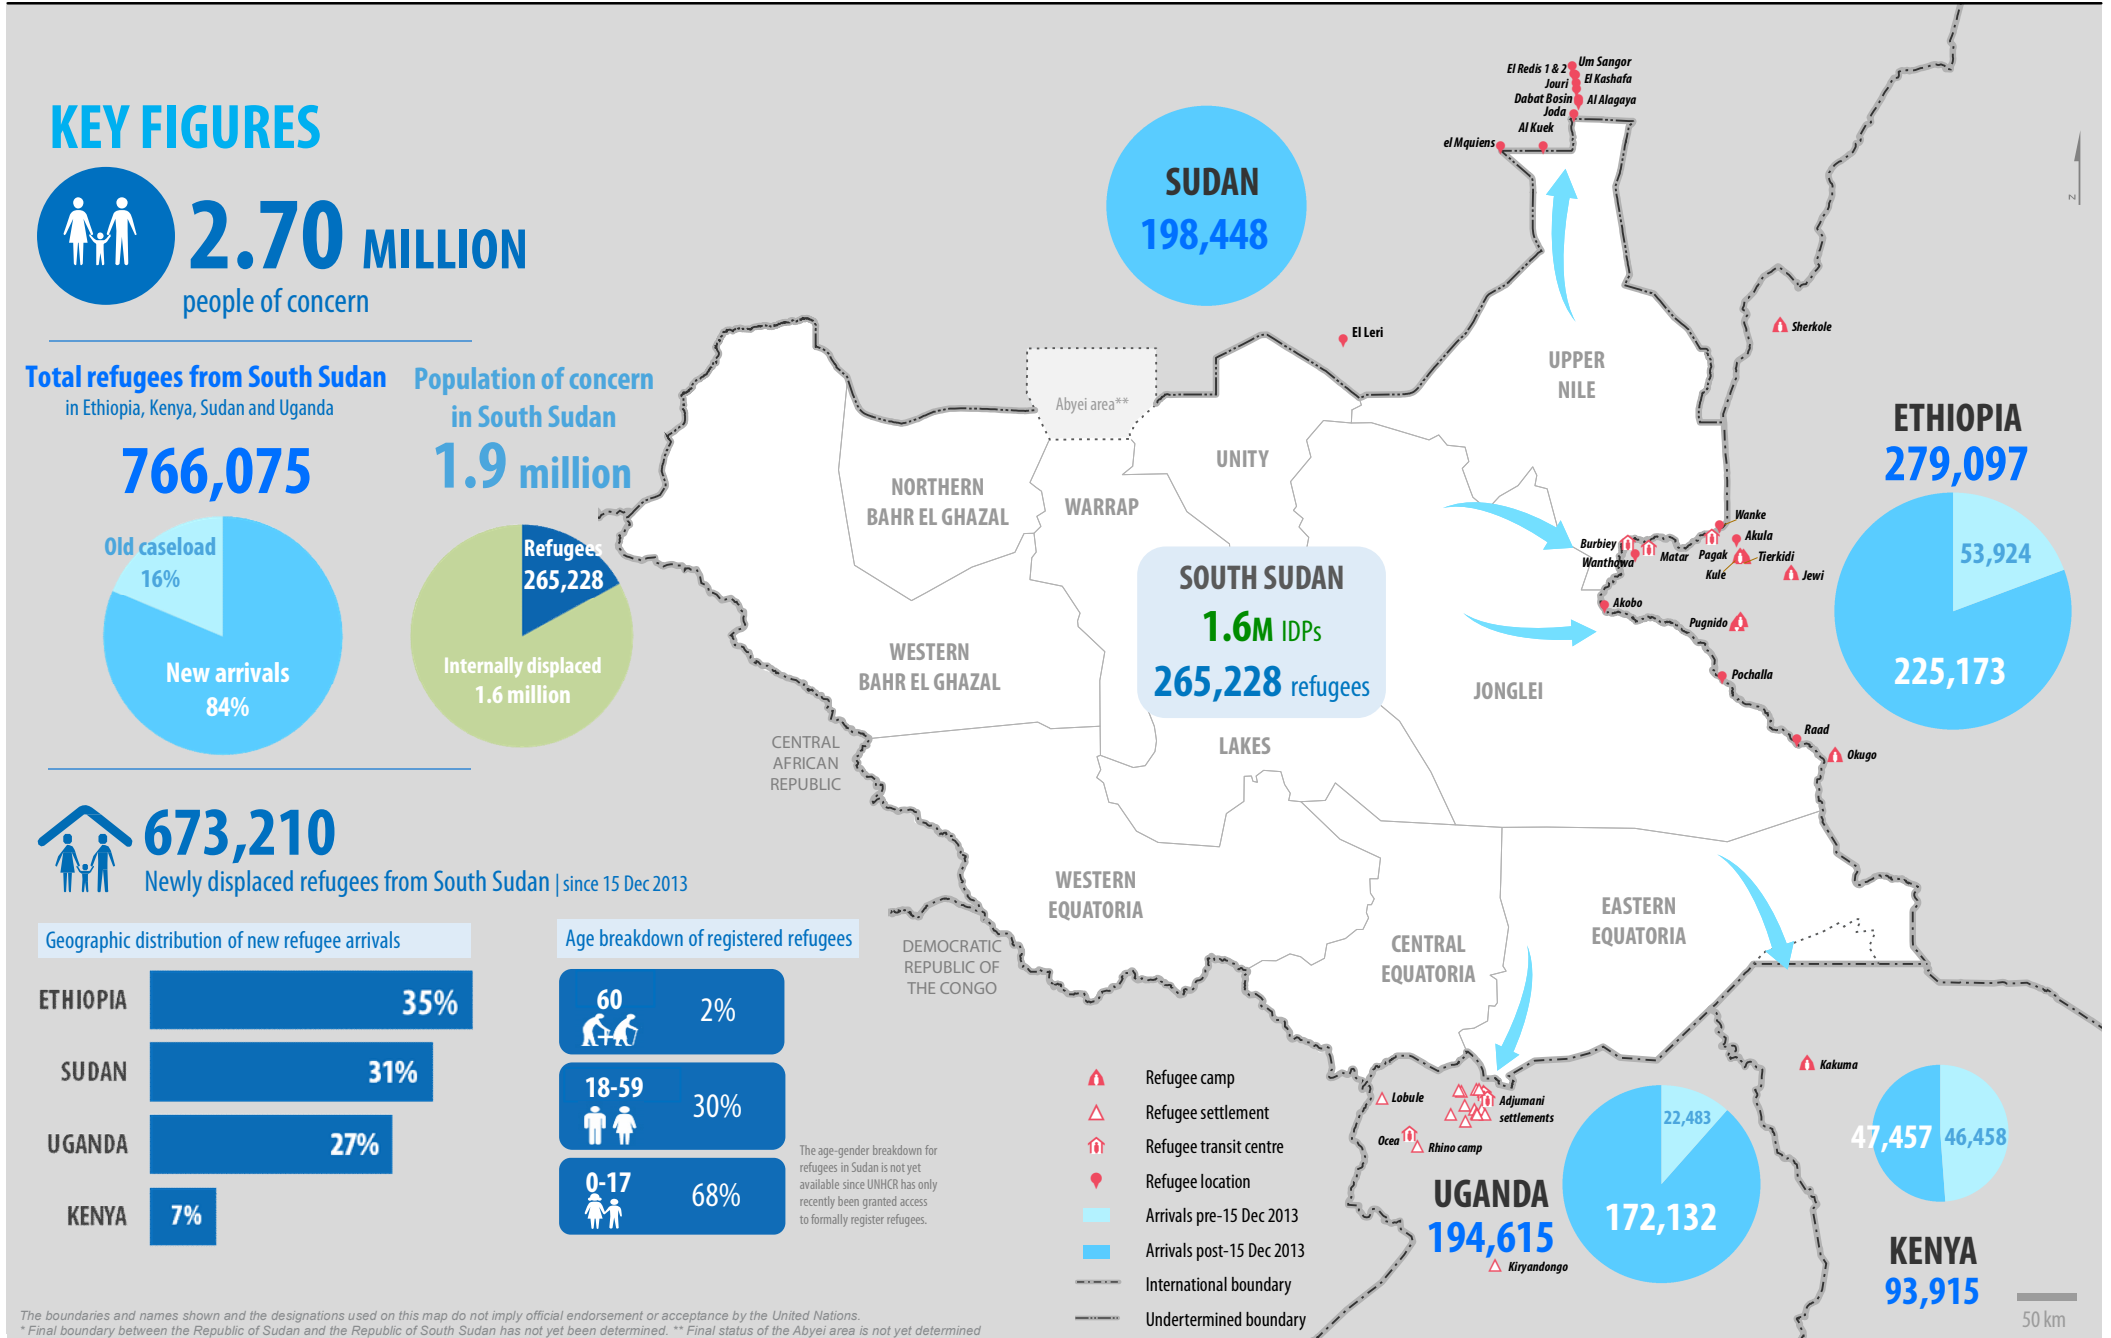 KEY FIGURES
2.70 MILLION
people of concern
Total refugees from South Sudan
in Ethiopia, Kenya, Sudan and Uganda
766,075
Old caseload
16%
New arrivals
84%
Population of concern
in South Sudan
1.9 million
Refugees
265,228
Internally displaced
1.6 million
673,210
Newly displaced refugees from South Sudan | since 15 Dec 2013
Geographic distribution of new refugee arrivals
ETHIOPIA 35%
SUDAN 31%
UGANDA 27%
KENYA 7%
Age breakdown of registered refugees
60 2%
18-59 30%
0-17 68%
The age-gender breakdown for
refugees in Sudan is not yet
available since UNHCR has only
recently been granted access
to formally register refugees.
SUDAN
198,448
Um Sangor
El Redis 1 & 2
El Kashafa
Jouri
Dabat Bosin
Al Alagaya
Joda
Al Kuek
el Mquiens
El Leri
N
Sherkole
UPPER
NILE
Abyei area**
UNITY
NORTHERN
BAHR EL GHAZAL
WARRAP
SOUTH SUDAN
1.6M IDPs
265,228 refugees
WESTERN
BAHR EL GHAZAL
JONGLEI
LAKES
CENTRAL
AFRICAN
REPUBLIC
WESTERN
EQUATORIA
CENTRAL
EQUATORIA
EASTERN
EQUATORIA
DEMOCRATIC
REPUBLIC OF
THE CONGO
ETHIOPIA
279,097
53,924
225,173
Wanke
Akula
Burbiey
Wanthowa
Matar
Pagak
Tierkidi
Kule
Jewi
Akobo
Pugnido
Pochalla
Raad
Okugo
Kakuma
47,457
46,458
KENYA
93,915
50 km
Lobule
Adjumani
settlements
Ocea
Rhino camp
22,483
172,132
UGANDA
194,615
Kiryandongo
Refugee camp
Refugee settlement
Refugee transit centre
Refugee location
Arrivals pre-15 Dec 2013
Arrivals post-15 Dec 2013
International boundary
Undertermined boundary
The boundaries and names shown and the designations used on this map do not imply official endorsement or acceptance by the United Nations.
* Final boundary between the Republic of Sudan and the Republic of South Sudan has not yet been determined. ** Final status of the Abyei area is not yet determined